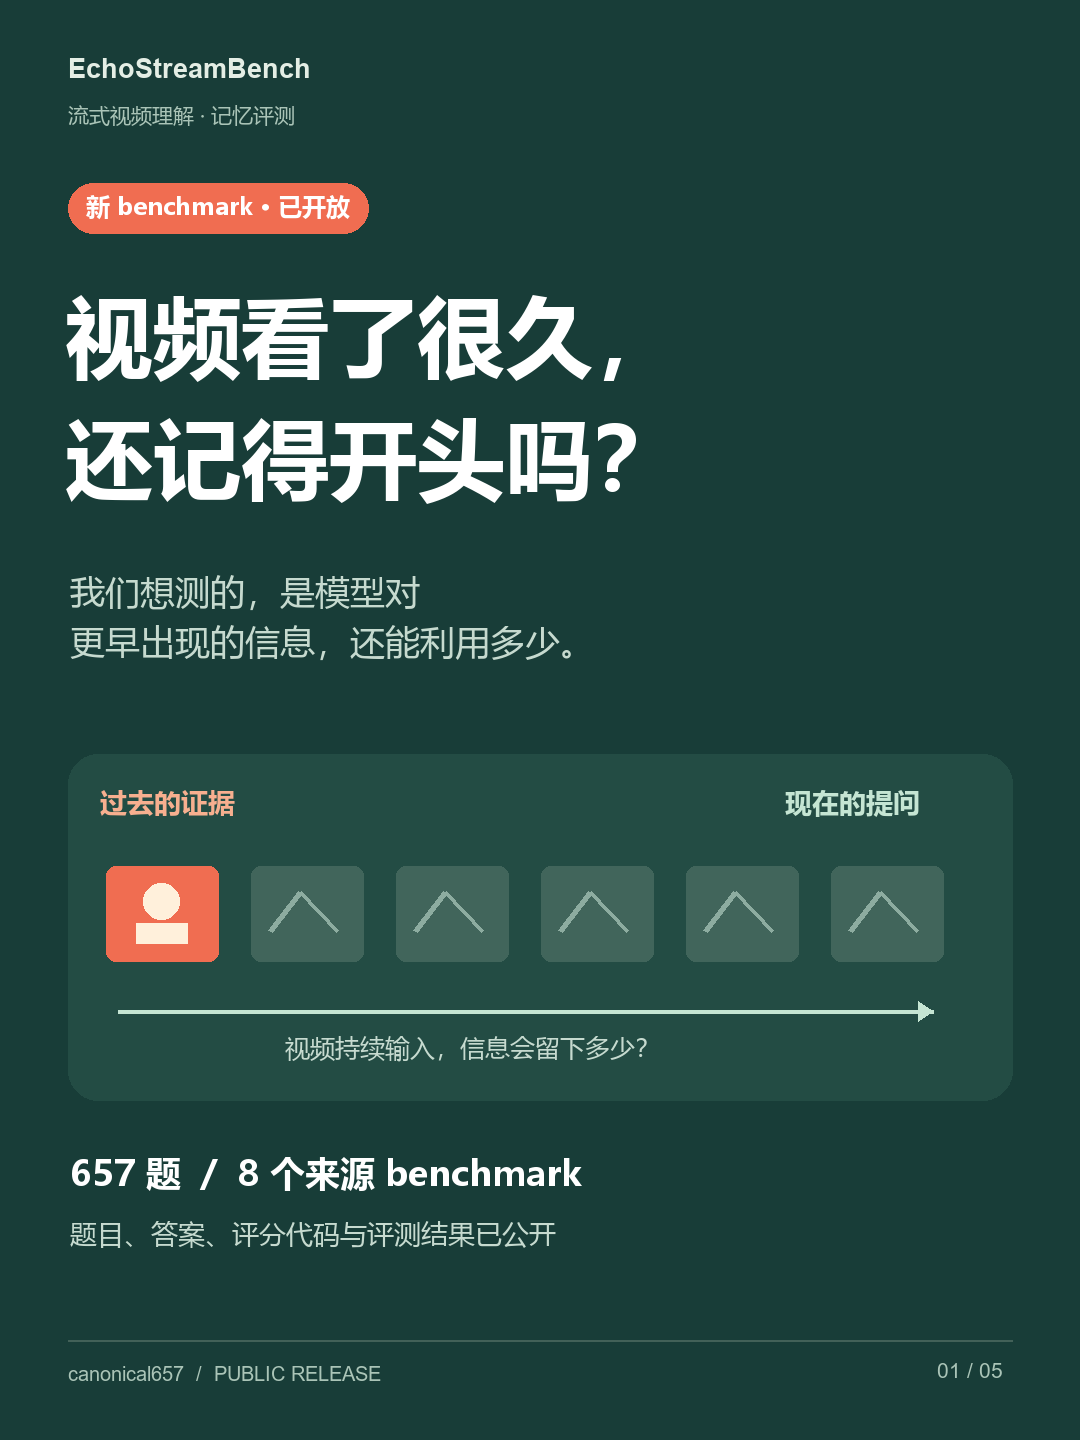 EchoStreamBench
流式视频理解 · 记忆评测
新 benchmark · 已开放
视频看了很久，
还记得开头吗？
我们想测的，是模型对
更早出现的信息，还能利用多少。
过去的证据
现在的提问
视频持续输入，信息会留下多少？
657 题 / 8 个来源 benchmark
题目、答案、评分代码与评测结果已公开
canonical657 / PUBLIC RELEASE
01 / 05